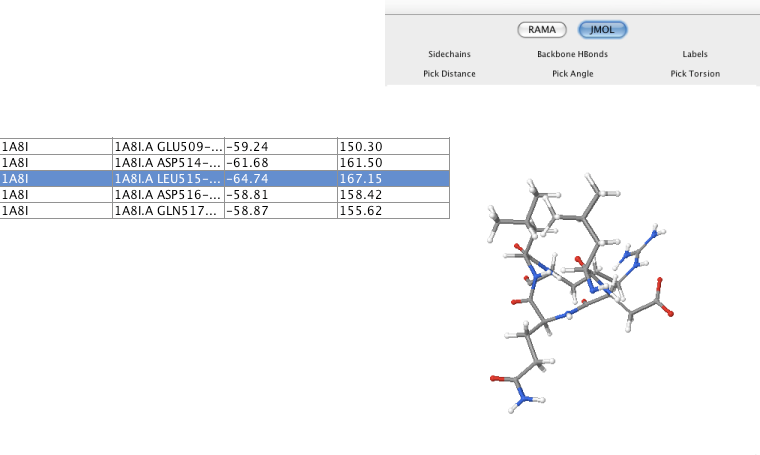 RAMA JMOL
Sidechains Backbone HBonds Labels
Pick Distance Pick Angle Pick Torsion
1A8I 1A8I.A GLU509-... -59.24 150.30
1A8I 1A8I.A ASP514-... -61.68 161.50
1A8I 1A8I.A LEU515-... -64.74 167.15
1A8I 1A8I.A ASP516-... -58.81 158.42
1A8I 1A8I.A GLN517... -58.87 155.62